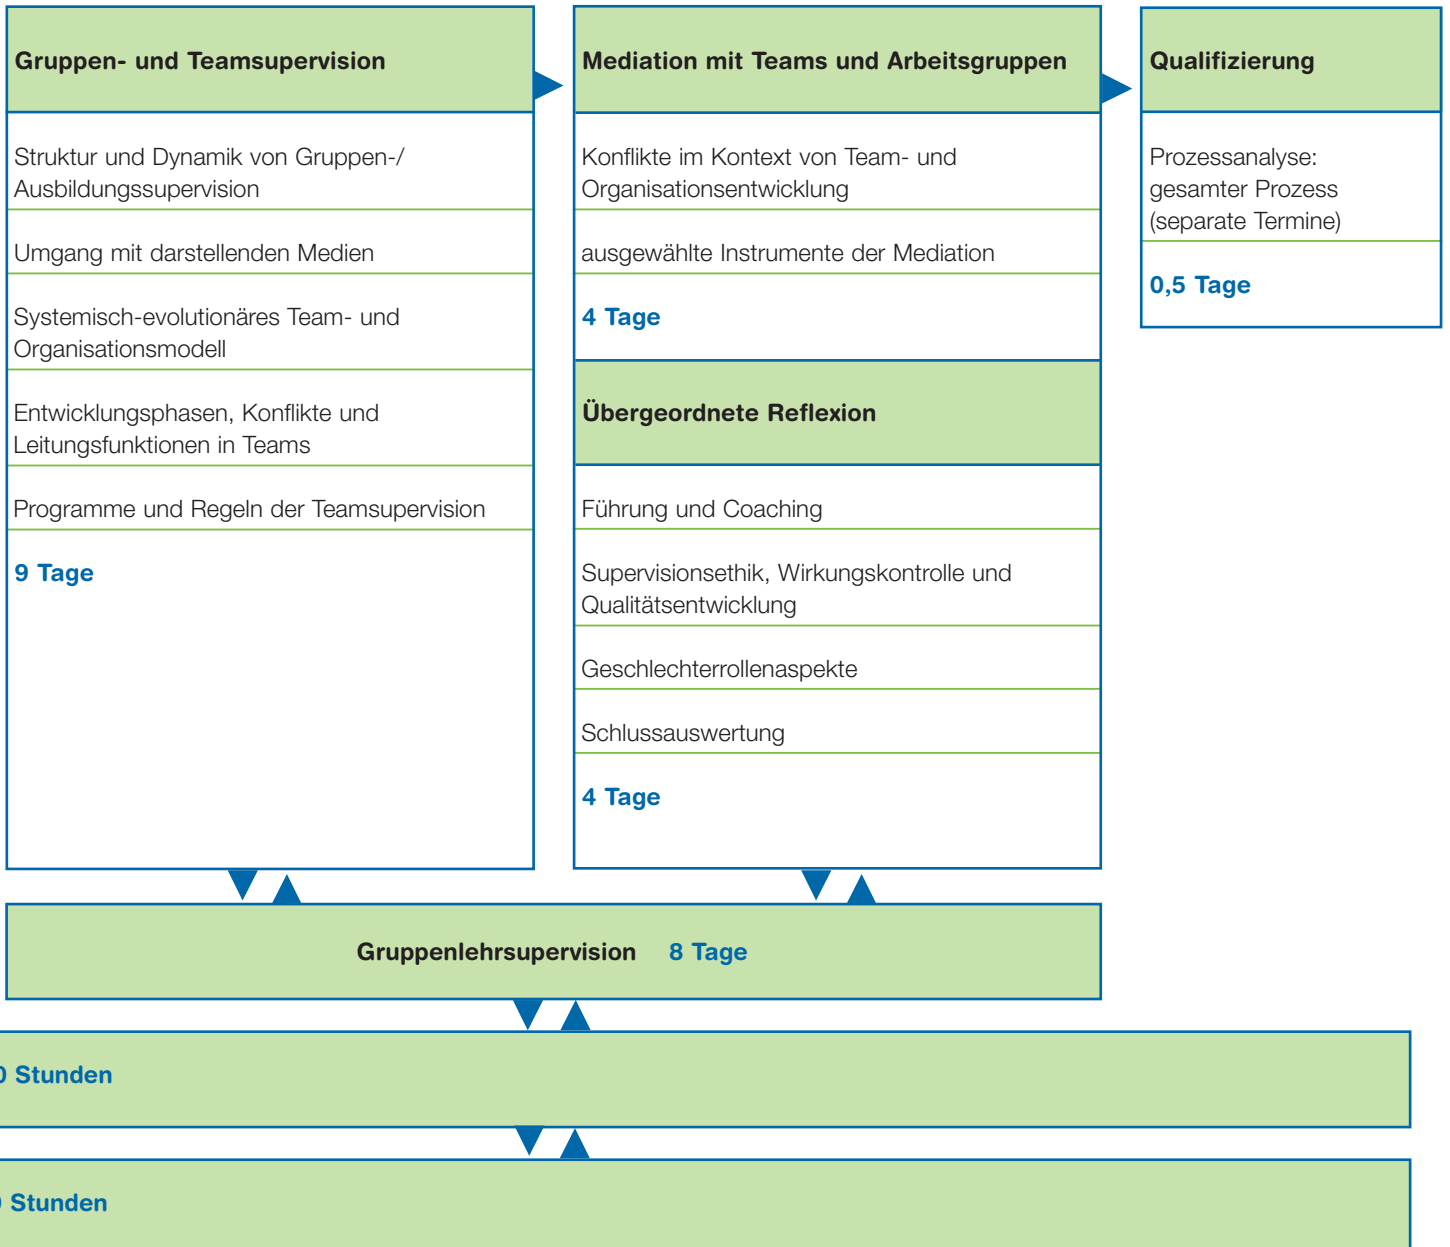 Gruppen- und Teamsupervision
Struktur und Dynamik von Gruppen-/
Ausbildungssupervision
Umgang mit darstellenden Medien
Systemisch-evolutionäres Team- und
Organisationsmodell
Entwicklungsphasen, Konflikte und
Leitungsfunktionen in Teams
Programme und Regeln der Teamsupervision
9 Tage
Mediation mit Teams und Arbeitsgruppen
Konflikte im Kontext von Team- und
Organisationsentwicklung
ausgewählte Instrumente der Mediation
4 Tage
Übergeordnete Reflexion
Führung und Coaching
Supervisionsethik, Wirkungskontrolle und
Qualitätsentwicklung
Geschlechterrollenaspekte
Schlussauswertung
4 Tage
Qualifizierung
Prozessanalyse:
gesamter Prozess
(separate Termine)
0,5 Tage
Gruppenlehrsupervision 8 Tage
Stunden
Stunden